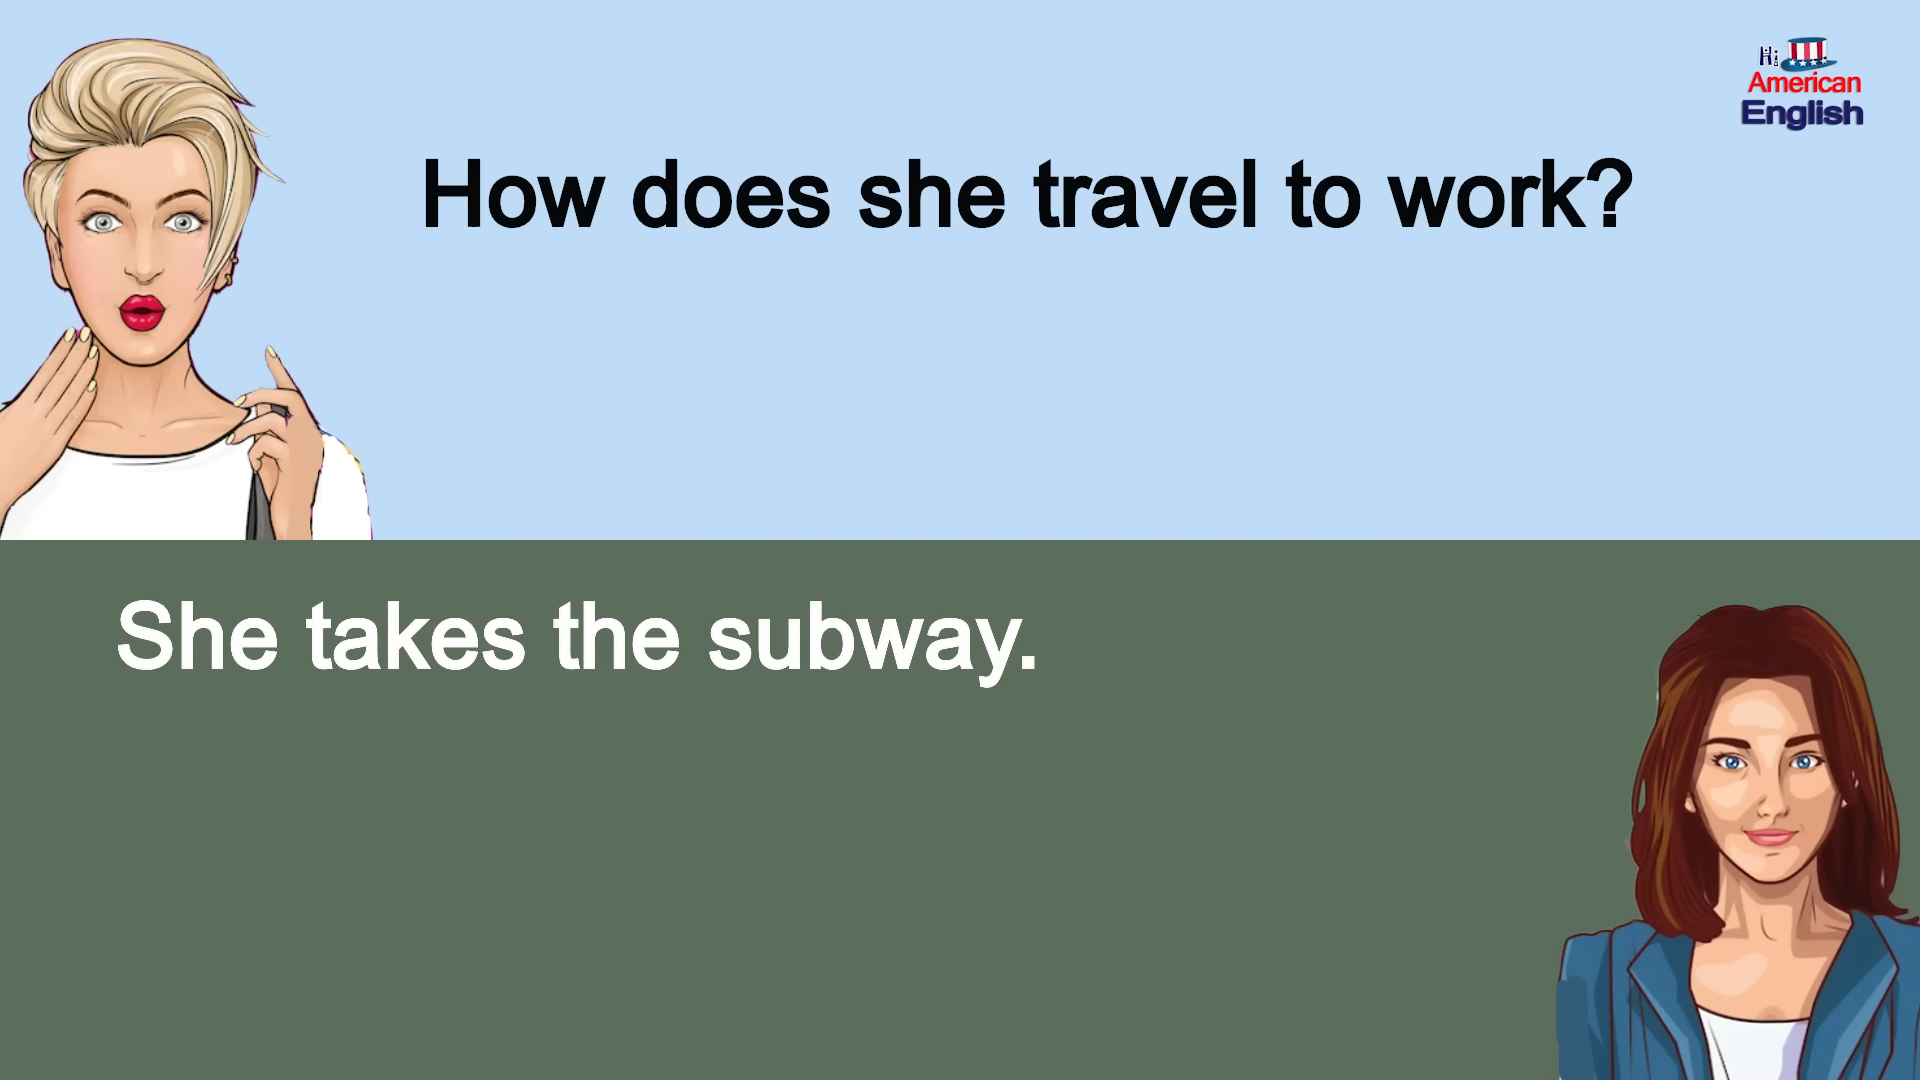 Hi
American
English
How does she travel to work?
She takes the subway.